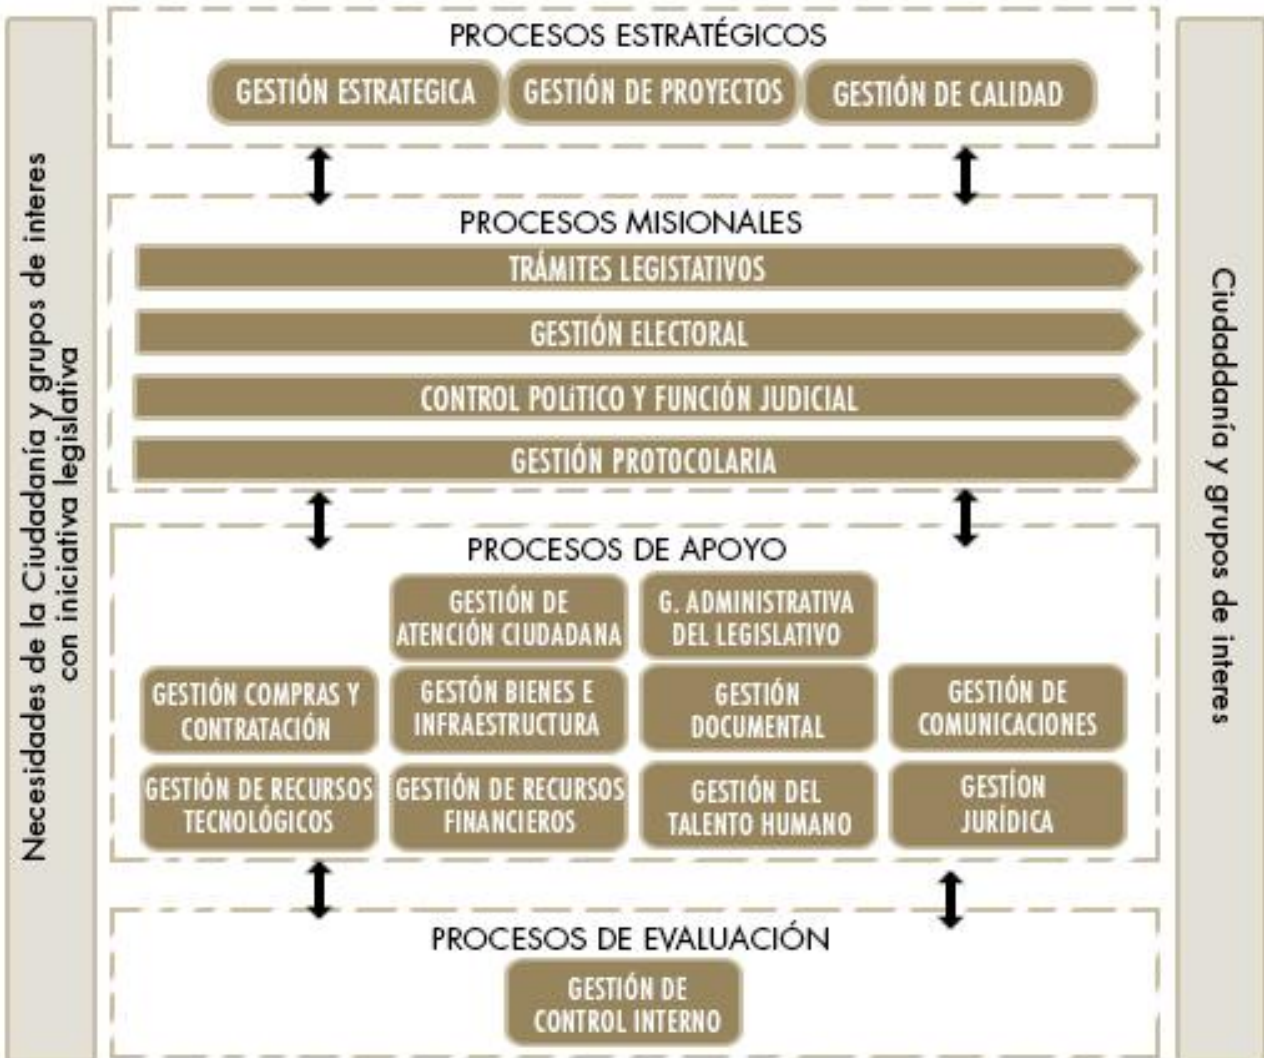 Necesidades de la Ciudadanía y grupos de interes
con iniciativa legislativa
PROCESOS ESTRATÉGICOS
GESTIÓN ESTRATEGICA
GESTIÓN DE PROYECTOS
GESTIÓN DE CALIDAD
PROCESOS MISIONALES
TRÁMITES LEGISTATIVOS
GESTIÓN ELECTORAL
CONTROL POLíTICO Y FUNCIÓN JUDICIAL
GESTIÓN PROTOCOLARIA
PROCESOS DE APOYO
GESTIÓN DE
ATENCIÓN CIUDADANA
G. ADMINISTRATIVA
DEL LEGISLATIVO
GESTIÓN COMPRAS Y
CONTRATACIÓN
GESTÓN BIENES E
INFRAESTRUCTURA
GESTIÓN
DOCUMENTAL
GESTIÓN DE
COMUNICACIONES
GESTIÓN DE RECURSOS
TECNOLÓGICOS
GESTIÓN DE RECURSOS
FINANCIEROS
GESTIÓN DEL
TALENTO HUMANO
GESTÍON
JURÍDICA
PROCESOS DE EVALUACIÓN
GESTIÓN DE
CONTROL INTERNO
Ciudaddanía y grupos de interes